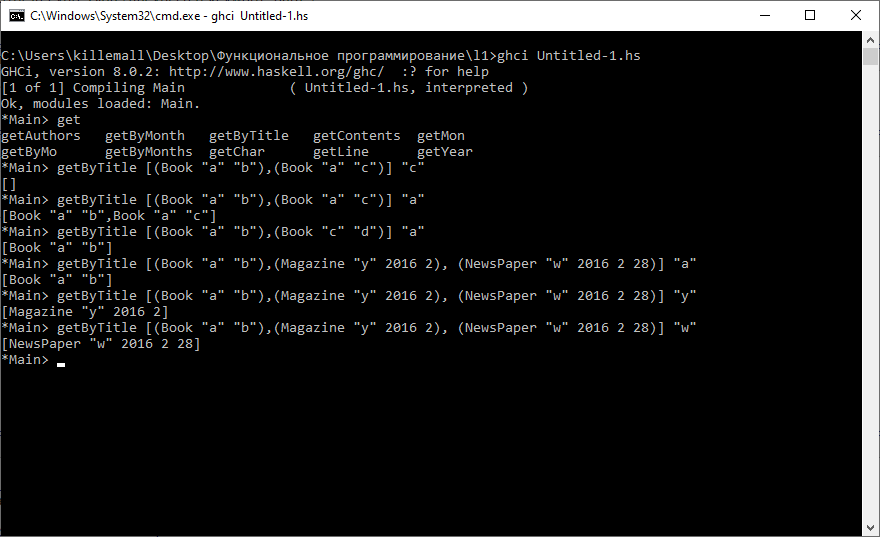 C:\Windows\System32\cmd.exe - ghci Untitled-1.hs
C:\Users\killemall\Desktop\Функциональное программирование\l1>ghci Untitled-1.hs
GHCi, version 8.0.2: http://www.haskell.org/ghc/  :? for help
[1 of 1] Compiling Main             ( Untitled-1.hs, interpreted )
Ok, modules loaded: Main.
*Main> get
getAuthors   getByMonth   getByTitle   getContents  getMon
getByMo      getByMonths  getChar      getLine      getYear
*Main> getByTitle [(Book "a" "b"),(Book "a" "c")] "c"
[]
*Main> getByTitle [(Book "a" "b"),(Book "a" "c")] "a"
[Book "a" "b",Book "a" "c"]
*Main> getByTitle [(Book "a" "b"),(Book "c" "d")] "a"
[Book "a" "b"]
*Main> getByTitle [(Book "a" "b"),(Magazine "y" 2016 2), (NewsPaper "w" 2016 2 28)] "a"
[Book "a" "b"]
*Main> getByTitle [(Book "a" "b"),(Magazine "y" 2016 2), (NewsPaper "w" 2016 2 28)] "y"
[Magazine "y" 2016 2]
*Main> getByTitle [(Book "a" "b"),(Magazine "y" 2016 2), (NewsPaper "w" 2016 2 28)] "w"
[NewsPaper "w" 2016 2 28]
*Main>